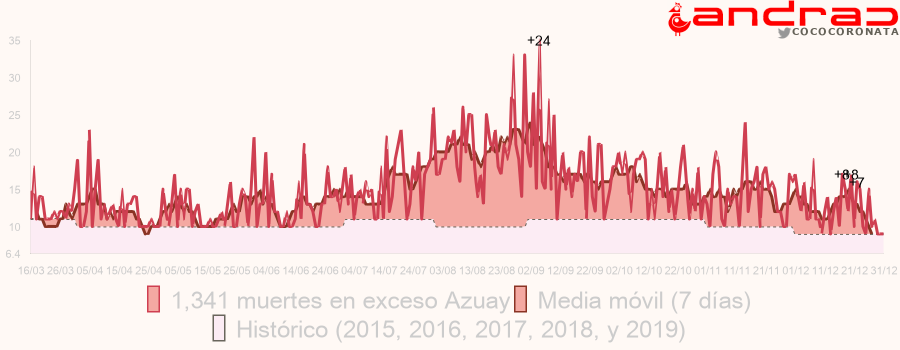 andrac
COCOCORONATA
35
+24
30
25
20
+8
+8
+7
15
10
6.4
16/03 26/03 05/04 15/04 25/04 05/05 15/05 25/05 04/06 14/06 24/06 04/07 14/07 24/07 03/08 13/08 23/08 02/09 12/09 22/09 02/10 12/10 22/10 01/11 11/11 21/11 01/12 11/12 21/12 31/12
1,341 muertes en exceso Azuay Media móvil (7 días)
Histórico (2015, 2016, 2017, 2018, y 2019)